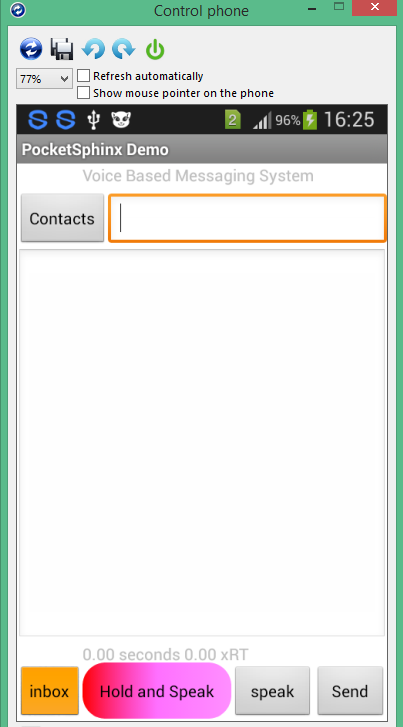 Control phone
77%
Refresh automatically
Show mouse pointer on the phone
2 96% 16:25
PocketSphinx Demo
Voice Based Messaging System
Contacts
0.00 seconds 0.00 xRT
inbox Hold and Speak speak Send